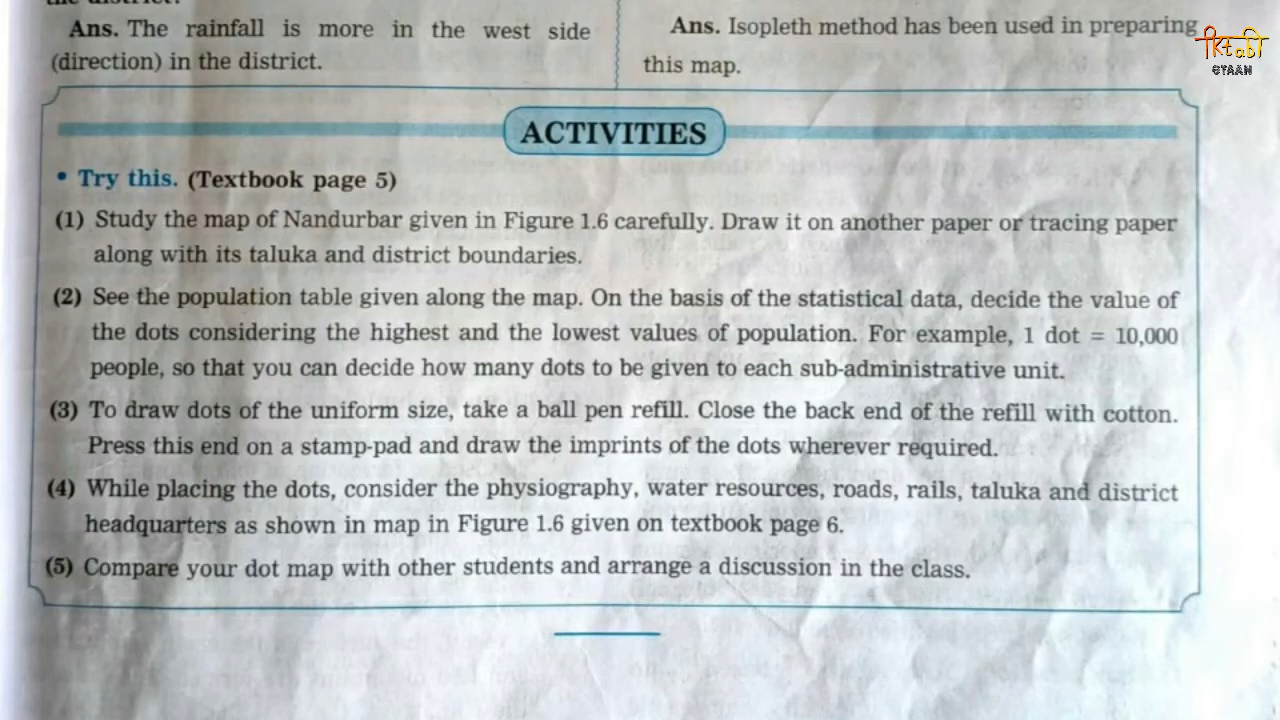 Ans. The rainfall is more in the west side
(direction) in the district.
Ans. Isopleth method has been used in preparing
this map.
ACTIVITIES
• Try this. (Textbook page 5)
(1) Study the map of Nandurbar given in Figure 1.6 carefully. Draw it on another paper or tracing paper
along with its taluka and district boundaries.
(2) See the population table given along the map. On the basis of the statistical data, decide the value of
the dots considering the highest and the lowest values of population. For example, 1 dot = 10,000
people, so that you can decide how many dots to be given to each sub-administrative unit.
(3) To draw dots of the uniform size, take a ball pen refill. Close the back end of the refill with cotton.
Press this end on a stamp-pad and draw the imprints of the dots wherever required.
(4) While placing the dots, consider the physiography, water resources, roads, rails, taluka and district
headquarters as shown in map in Figure 1.6 given on textbook page 6.
(5) Compare your dot map with other students and arrange a discussion in the class.
GYAAN